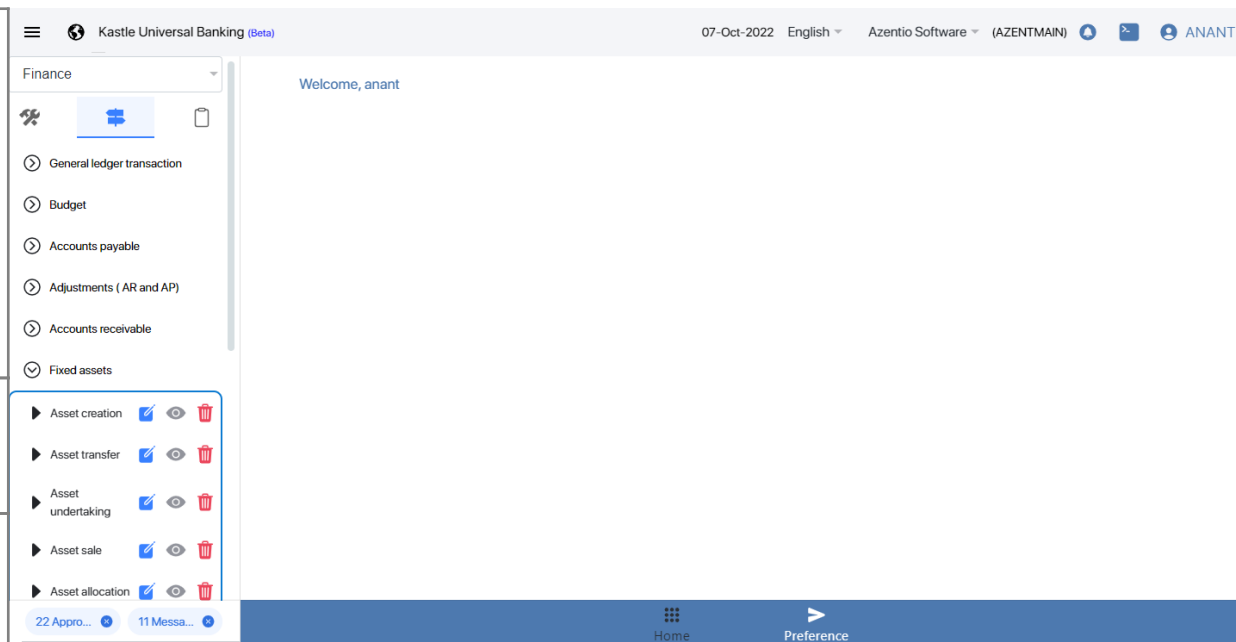 Kastle Universal Banking (Beta)
07-Oct-2022 English Azentio Software (AZENTMAIN) ANANT
Finance
Welcome, anant
General ledger transaction
Budget
Accounts payable
Adjustments ( AR and AP)
Accounts receivable
Fixed assets
Asset creation
Asset transfer
Asset
undertaking
Asset sale
Asset allocation
22 Appro... 11 Messa...
Home Preference